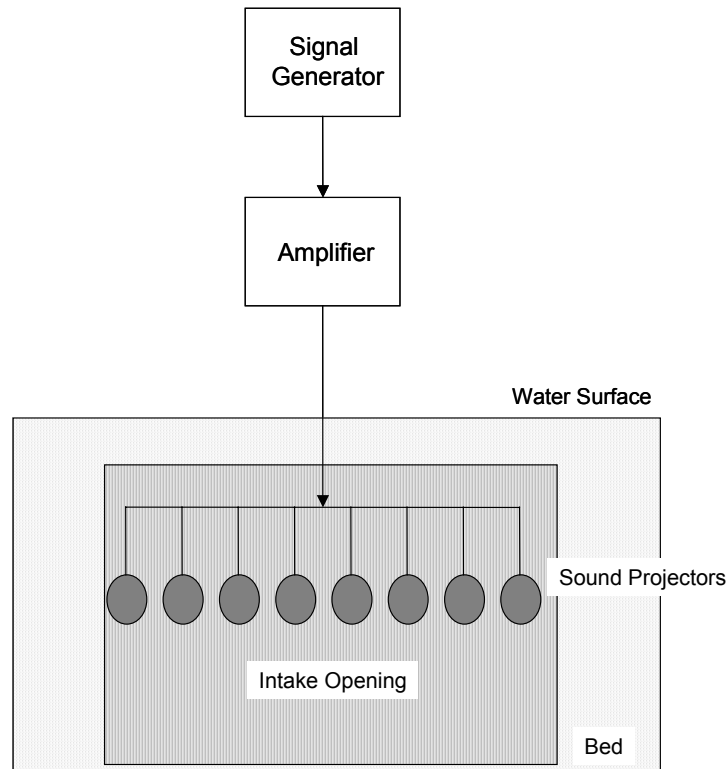 Signal
Generator
Amplifier
Water Surface
Sound Projectors
Intake Opening
Bed